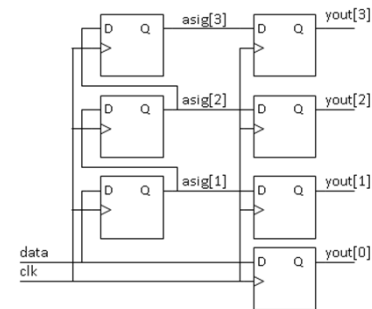 asig[3] yout[3]
D Q D Q
asig[2] yout[2]
D Q D Q
asig[1] yout[1]
D Q D Q
data yout[0]
clk D Q